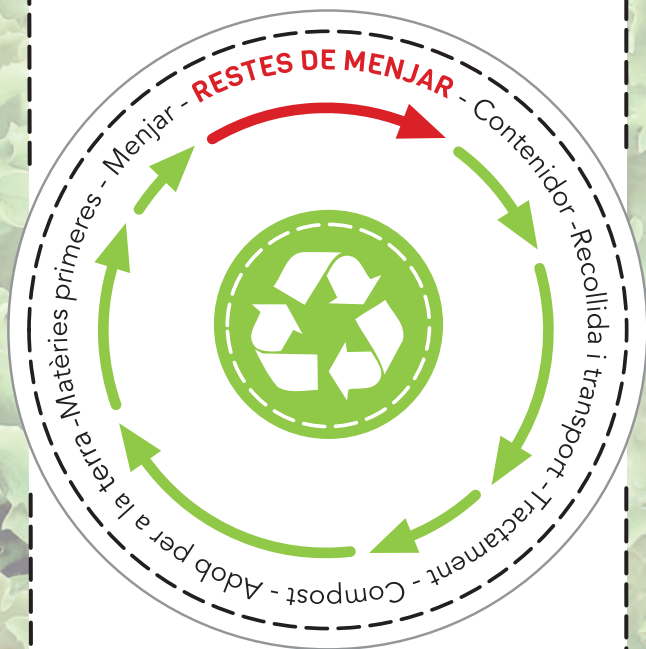 RESTES DE MENJAR - Contenidor -Recollida i transport -Tractament - Compost - Adob per a la terra -Matèries primeres - Menjar -